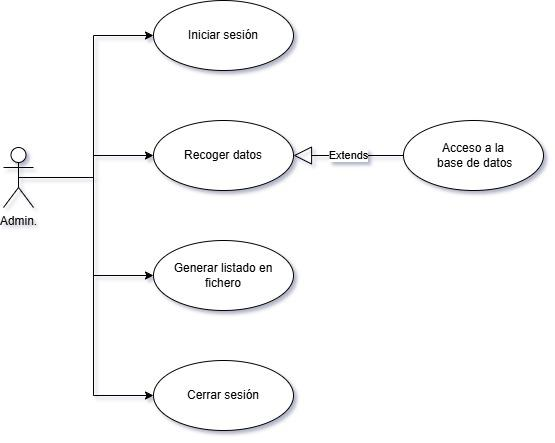 Iniciar sesión
Recoger datos
Extends
Acceso a la
base de datos
Admin.
Generar listado en
fichero
Cerrar sesión